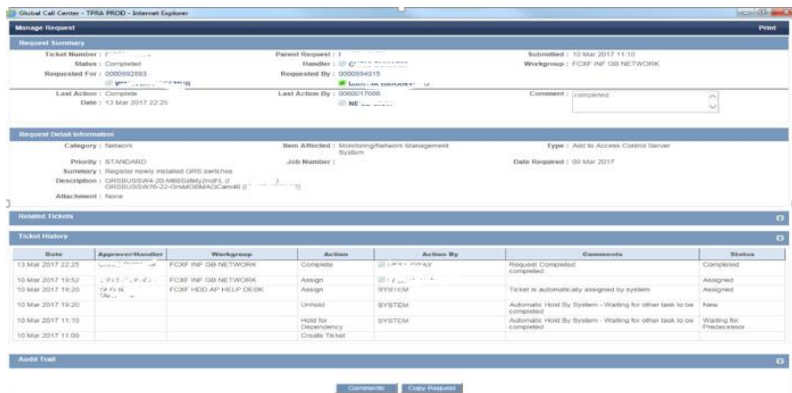 Global Call Center - TPRA PROD - Internet Explorer
Manage Request Print
Request Summary
Ticket Number : Parent Request : Submitted : 10 Mar 2017 11:10
Status : Completed Handler : Workgroup : FCXF INF GB NETWORK
Requested For : 0000892883 Requested By : 0000894915
Last Action : Complete Last Action By : 0060017666 Comment : completed.
Date : 13 Mar 2017 22:25
Request Detail Information
Category : Network Item Affected : Monitoring/Network Management System Type : Add to Access Control Server
Priority : STANDARD Job Number : Date Required : 09 Mar 2017
Summary : Register newly installed GRS switches
Description : GRSBUSSW4-20-M60Safety2ndFL
Attachment : None
Related Tickets
Ticket History
Date Approver/Handler Workgroup Action Action By Comments Status
13 Mar 2017 22:25 FCXF INF GB NETWORK Complete Request Completed completed. Completed
10 Mar 2017 19:52 FCXF INF GB NETWORK Assign Assigned
10 Mar 2017 19:20 FCXF HDD AP HELP DESK Assign SYSTEM Ticket is automatically assigned by system. Assigned
10 Mar 2017 19:20 Unhold SYSTEM Automatic Hold By System - Waiting for other task to be completed New
10 Mar 2017 11:10 Hold for Dependency SYSTEM Automatic Hold By System - Waiting for other task to be completed Waiting for Predecessor
10 Mar 2017 11:09 Create Ticket
Audit Trail
Comments Copy Request